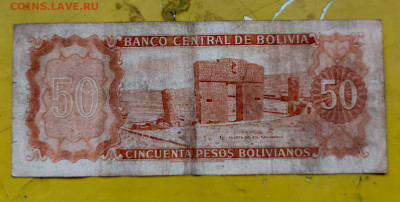 COINS.LAVE.RU
BANCO CENTRAL DE BOLIVIA
50
50
CINCUENTA PESOS BOLIVIANOS